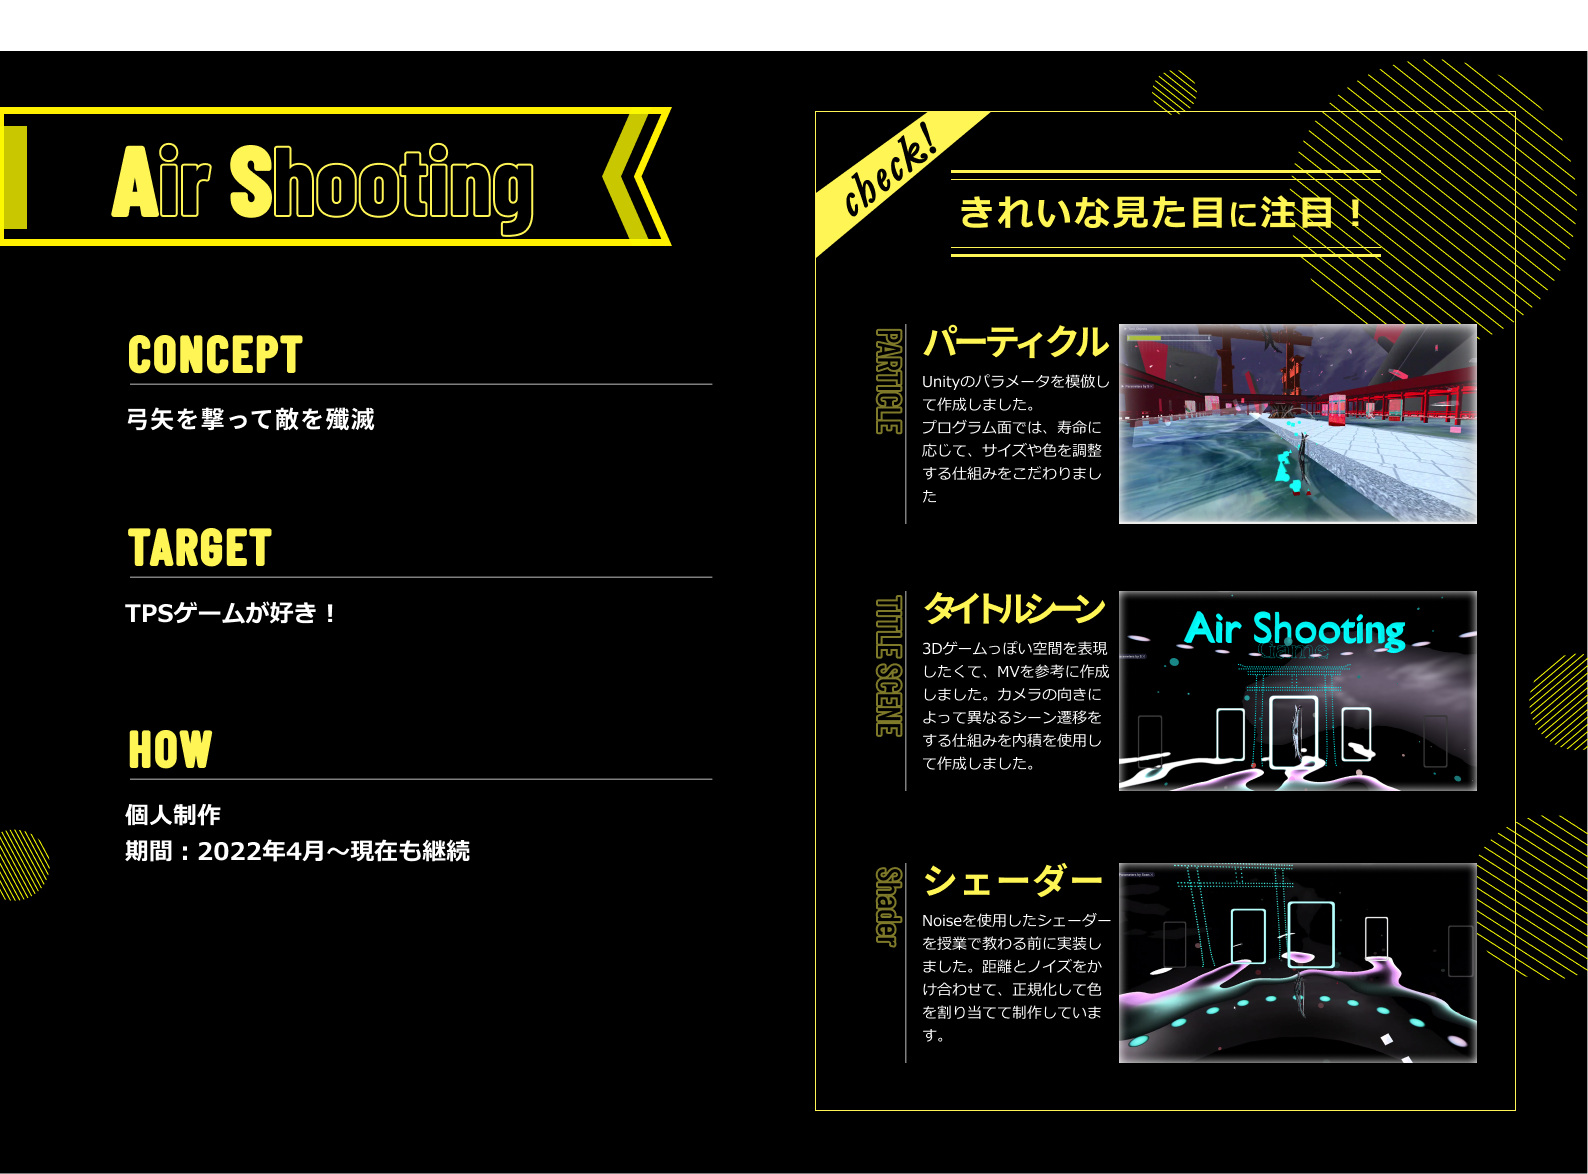 Air Shooting
CONCEPT
弓矢を撃って敵を殲滅
TARGET
TPSゲームが好き！
HOW
個人制作
期間：2022年4月～現在も継続
check!
きれいな見た目に注目！
PARTICLE
パーティクル
Unityのパラメータを模倣し
て作成しました。
プログラム面では、寿命に
応じて、サイズや色を調整
する仕組みをこだわりまし
た
TITLE SCENE
タイトルシーン
3Dゲームっぽい空間を表現
したくて、MVを参考に作成
しました。カメラの向きに
よって異なるシーン遷移を
する仕組みを内積を使用し
て作成しました。
Air Shooting
Game
Shader
シェーダー
Noiseを使用したシェーダー
を授業で教わる前に実装し
ました。距離とノイズをか
け合わせて、正規化して色
を割り当てて制作していま
す。